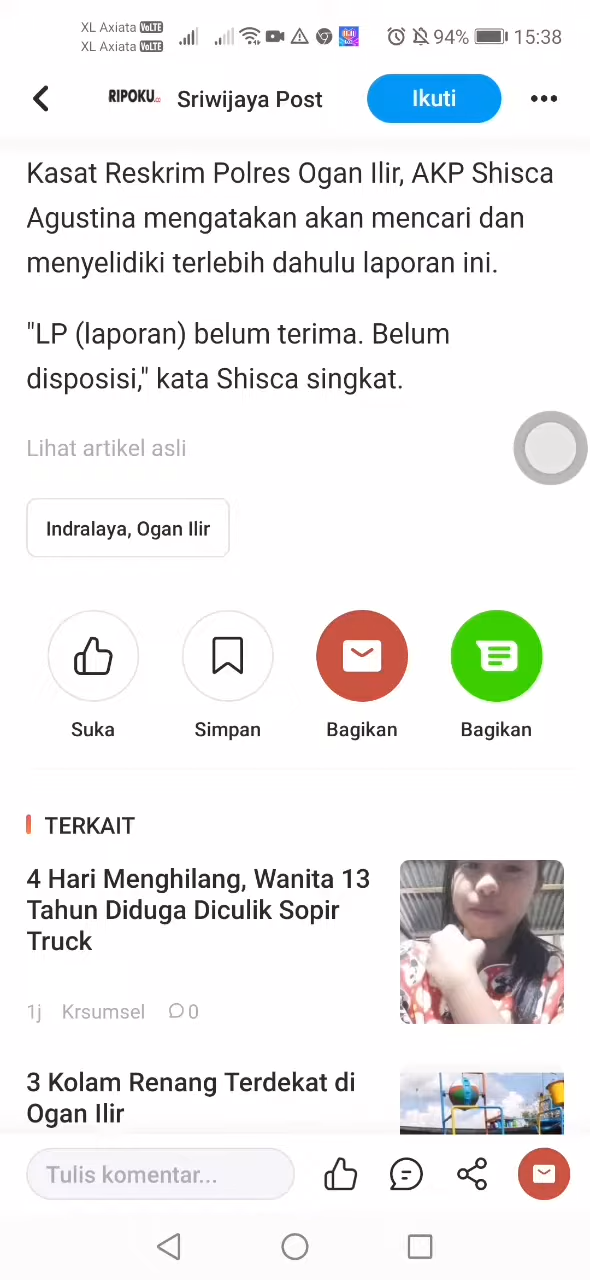 XL Axiata VoLTE
XL Axiata VoLTE
94% 15:38
RIPOKU
Sriwijaya Post
Ikuti
Kasat Reskrim Polres Ogan Ilir, AKP Shisca
Agustina mengatakan akan mencari dan
menyelidiki terlebih dahulu laporan ini.
"LP (laporan) belum terima. Belum
disposisi," kata Shisca singkat.
Lihat artikel asli
Indralaya, Ogan Ilir
Suka Simpan Bagikan Bagikan
TERKAIT
4 Hari Menghilang, Wanita 13
Tahun Diduga Diculik Sopir
Truck
1j Krsumsel 0
3 Kolam Renang Terdekat di
Ogan Ilir
Tulis komentar...